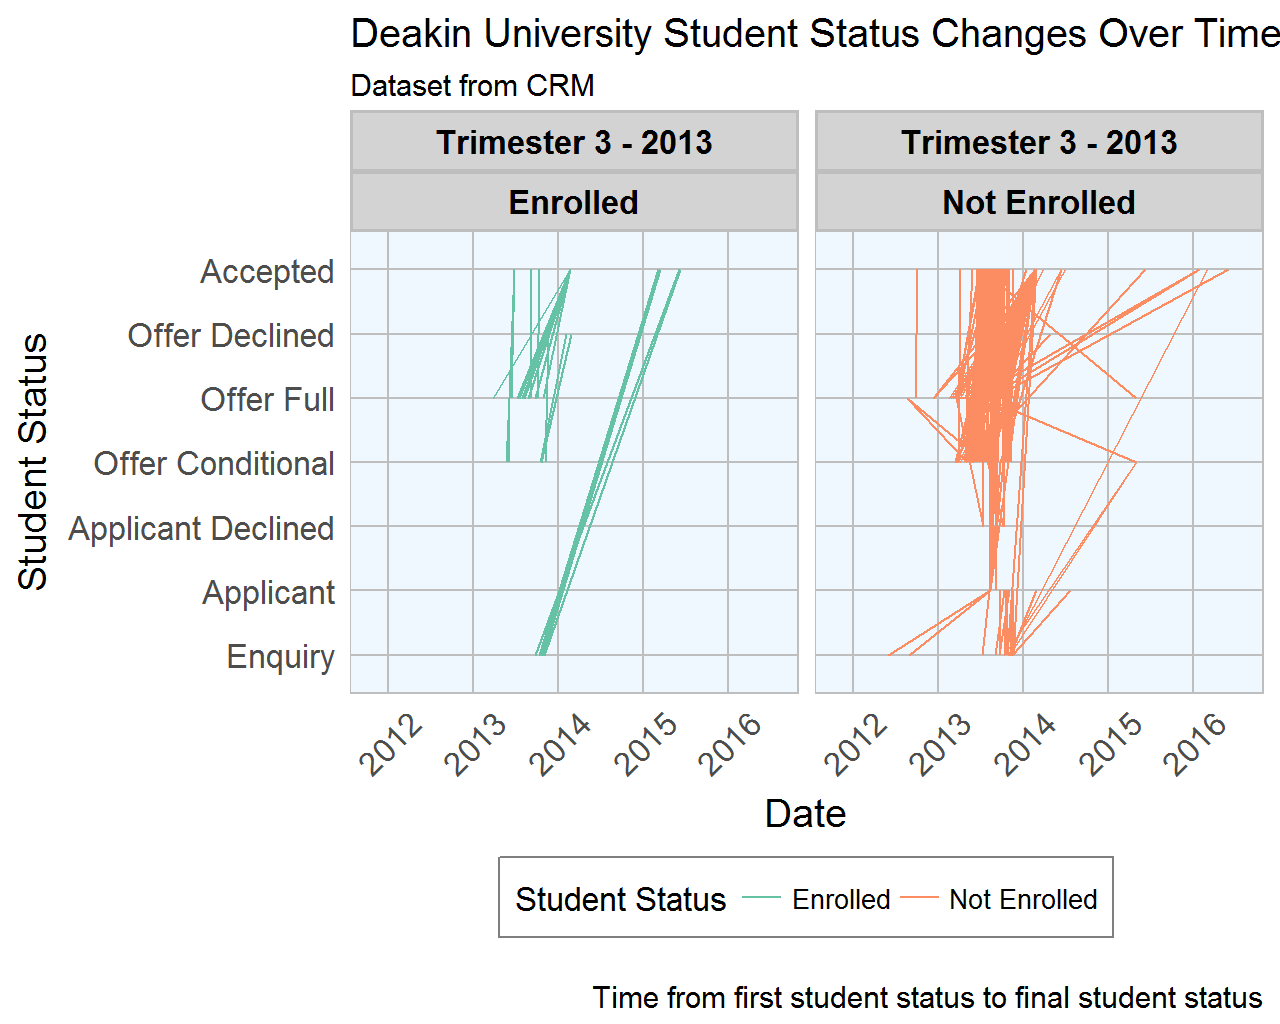 Deakin University Student Status Changes Over Time
Dataset from CRM
Trimester 3 - 2013
Trimester 3 - 2013
Enrolled
Not Enrolled
Student Status
Accepted
Offer Declined
Offer Full
Offer Conditional
Applicant Declined
Applicant
Enquiry
2012 2013 2014 2015 2016
2012 2013 2014 2015 2016
Date
Student Status Enrolled Not Enrolled
Time from first student status to final student status